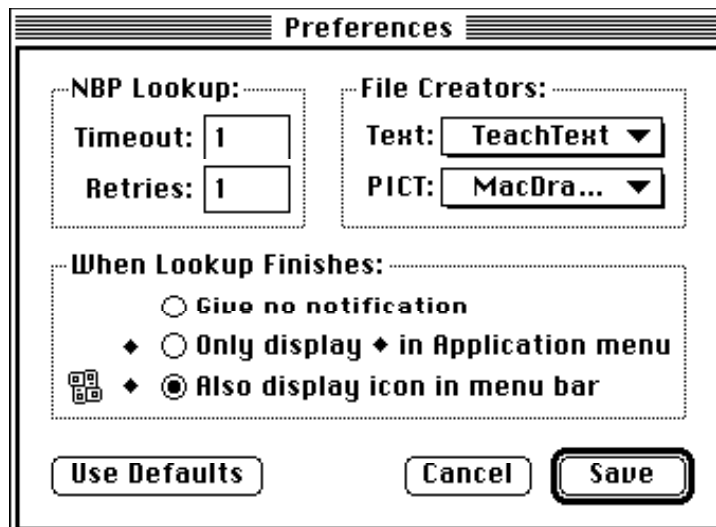 Preferences
NBP Lookup:
Timeout: 1
Retries: 1
File Creators:
Text: TeachText
PICT: MacDra...
When Lookup Finishes:
Give no notification
Only display ◆ in Application menu
Also display icon in menu bar
Use Defaults
Cancel
Save